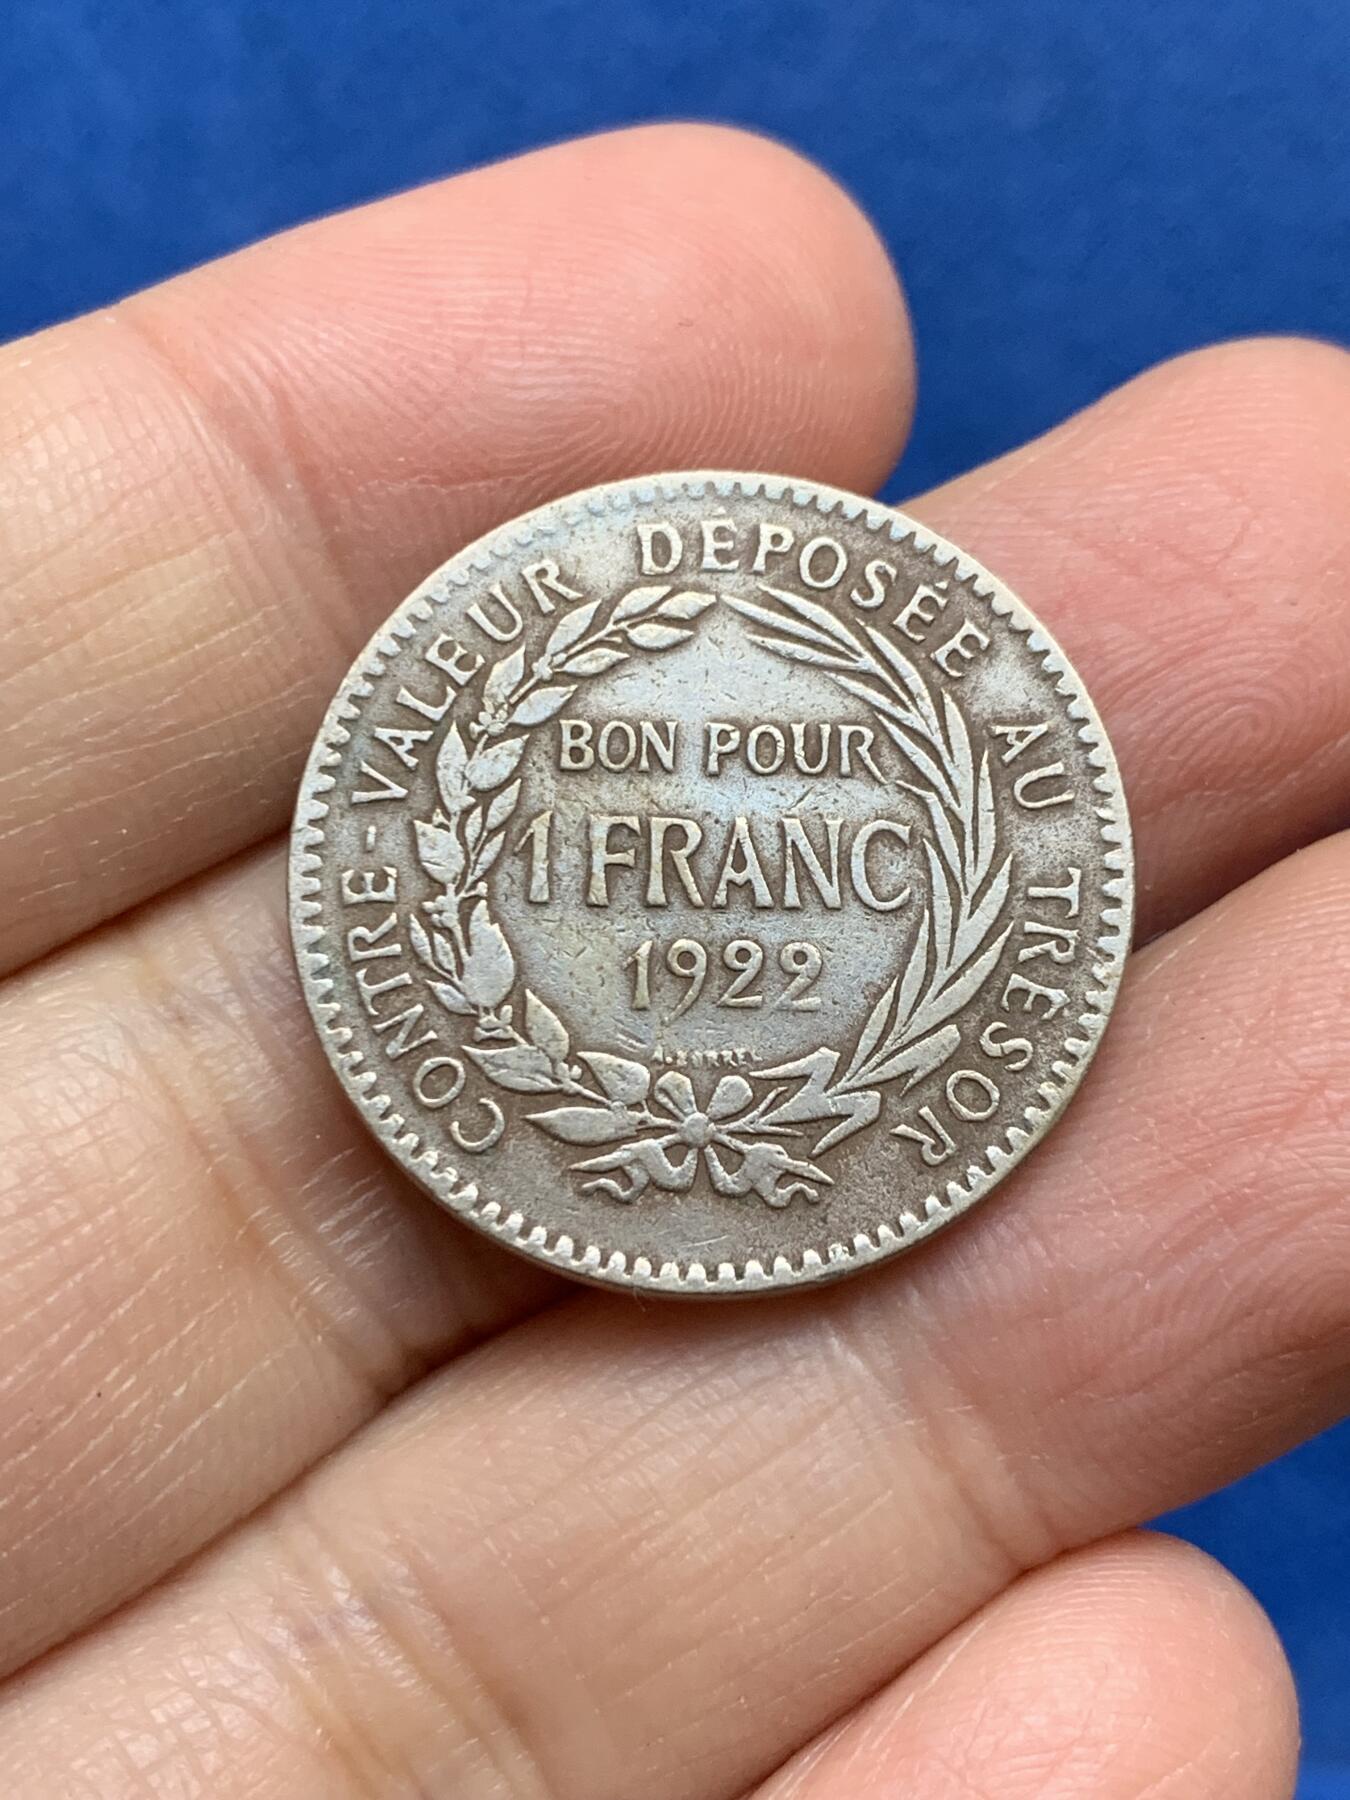 CONTRE-VALEUR DÉPOSÉE AU TRÉSOR
BON POUR
1 FRANC
1922